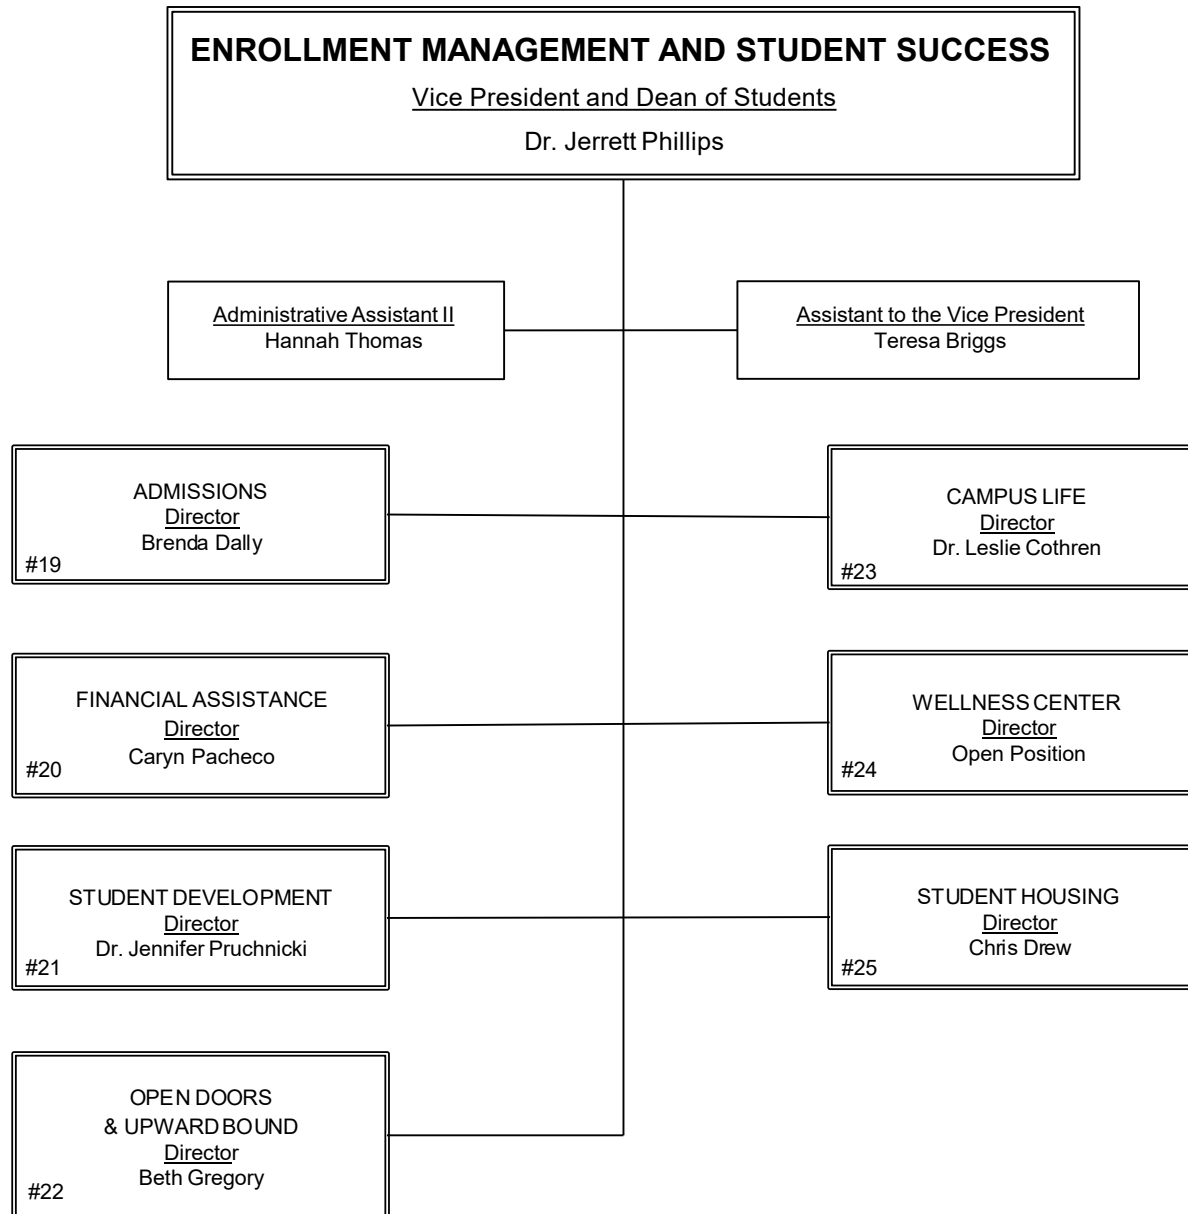 ENROLLMENT MANAGEMENT AND STUDENT SUCCESS
Vice President and Dean of Students
Dr. Jerrett Phillips
Administrative Assistant II
Hannah Thomas
Assistant to the Vice President
Teresa Briggs
ADMISSIONS
Director
Brenda Dally
#19
CAMPUS LIFE
Director
Dr. Leslie Cothren
#23
FINANCIAL ASSISTANCE
Director
Caryn Pacheco
#20
WELLNESS CENTER
Director
Open Position
#24
STUDENT DEVELOPMENT
Director
Dr. Jennifer Pruchnicki
#21
STUDENT HOUSING
Director
Chris Drew
#25
OPEN DOORS
& UPWARD BOUND
Director
Beth Gregory
#22